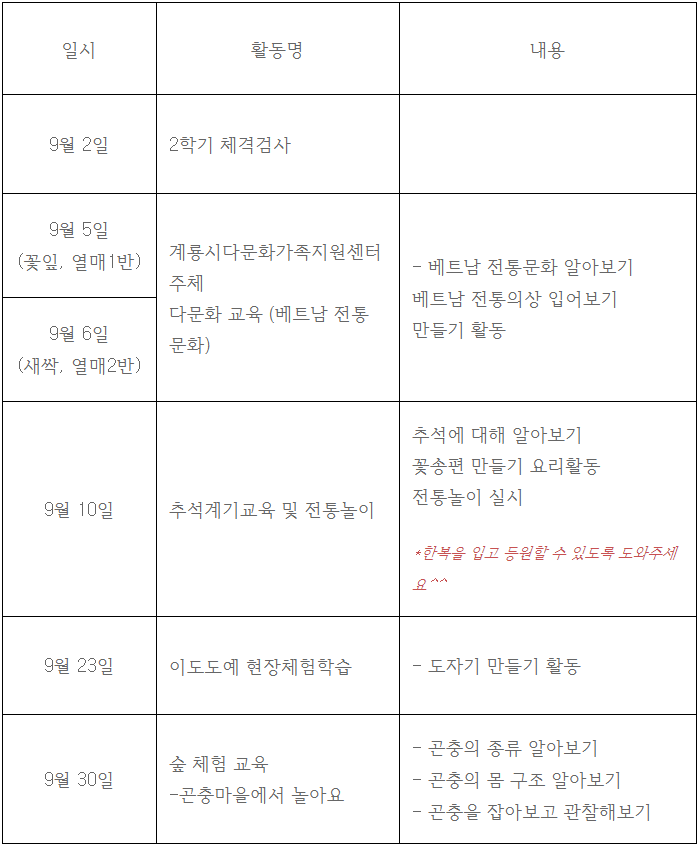 일시
활동명
내용
9월 2일
2학기 체격검사
9월 5일
(꽃잎, 열매1반)
9월 6일
(새싹, 열매2반)
계룡시다문화가족지원센터
주체
다문화 교육 (베트남 전통
문화)
- 베트남 전통문화 알아보기
베트남 전통의상 입어보기
만들기 활동
9월 10일
추석계기교육 및 전통놀이
추석에 대해 알아보기
꽃송편 만들기 요리활동
전통놀이 실시
*한복을 입고 등원할 수 있도록 도와주세
요^^
9월 23일
이도도예 현장체험학습
- 도자기 만들기 활동
9월 30일
숲 체험 교육
-곤충마을에서 놀아요
- 곤충의 종류 알아보기
- 곤충의 몸 구조 알아보기
- 곤충을 잡아보고 관찰해보기